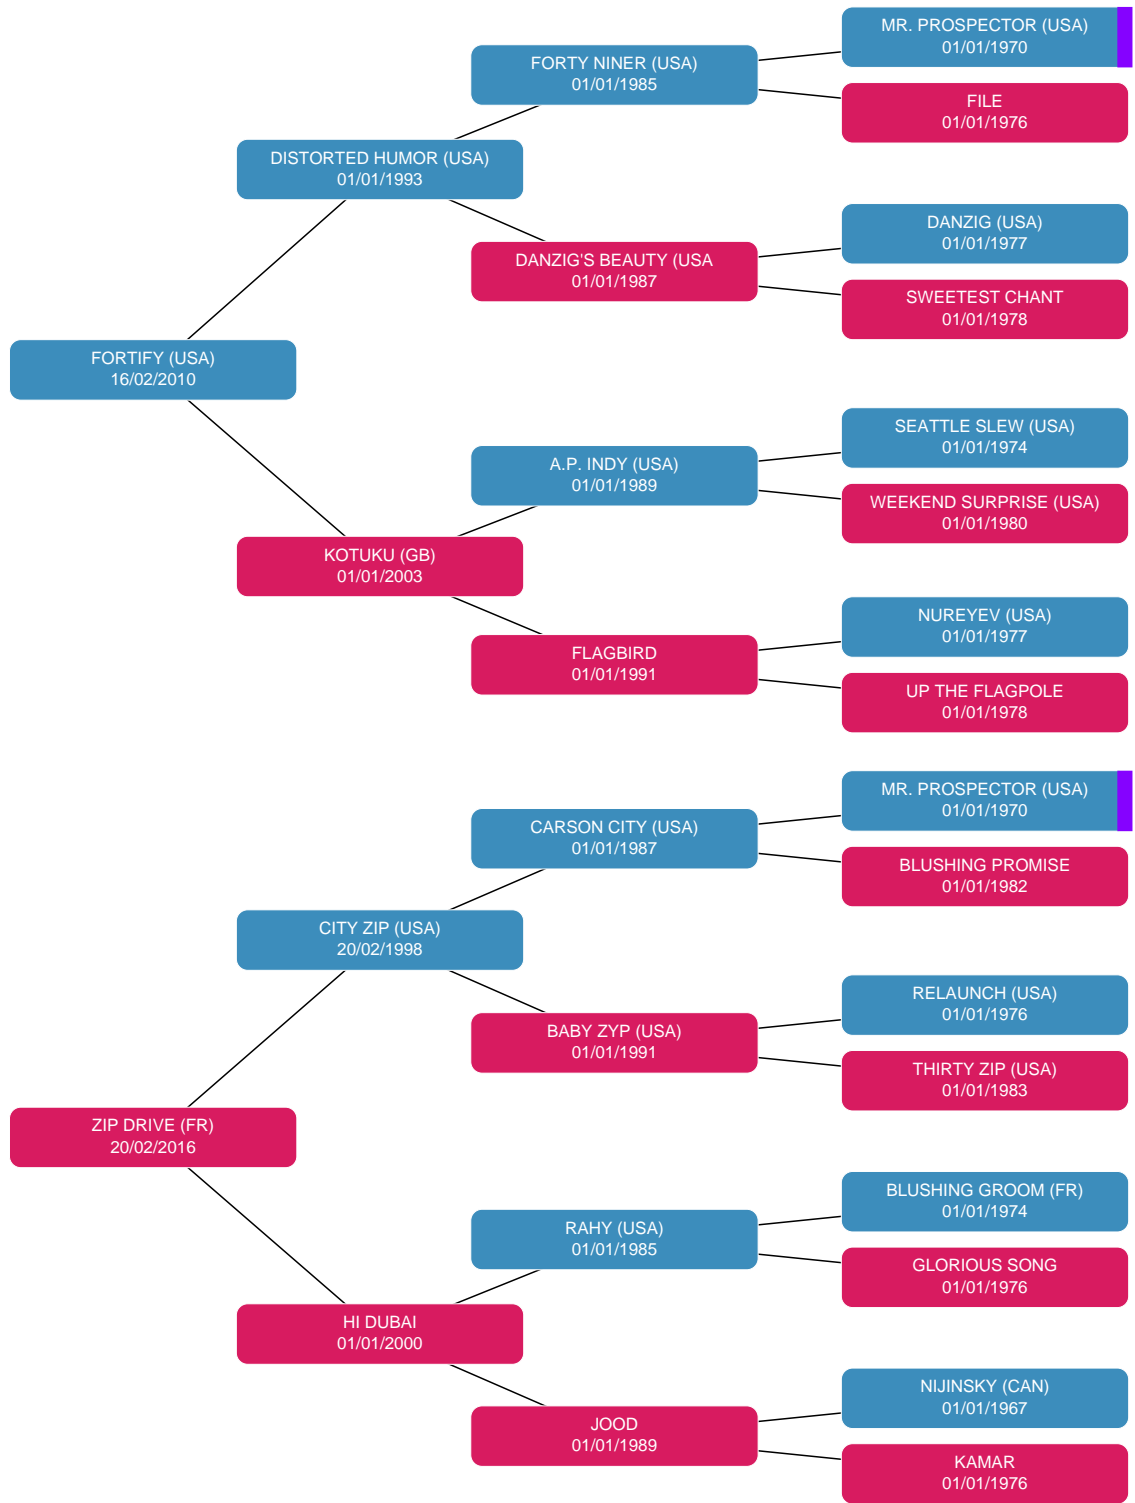 MR. PROSPECTOR (USA)
01/01/1970
FORTY NINER (USA)
01/01/1985
FILE
01/01/1976
DISTORTED HUMOR (USA)
01/01/1993
DANZIG (USA)
01/01/1977
DANZIG'S BEAUTY (USA
01/01/1987
SWEETEST CHANT
01/01/1978
FORTIFY (USA)
16/02/2010
SEATTLE SLEW (USA)
01/01/1974
A.P. INDY (USA)
01/01/1989
WEEKEND SURPRISE (USA)
01/01/1980
KOTUKU (GB)
01/01/2003
NUREYEV (USA)
01/01/1977
FLAGBIRD
01/01/1991
UP THE FLAGPOLE
01/01/1978
MR. PROSPECTOR (USA)
01/01/1970
CARSON CITY (USA)
01/01/1987
BLUSHING PROMISE
01/01/1982
CITY ZIP (USA)
20/02/1998
RELAUNCH (USA)
01/01/1976
BABY ZYP (USA)
01/01/1991
THIRTY ZIP (USA)
01/01/1983
ZIP DRIVE (FR)
20/02/2016
BLUSHING GROOM (FR)
01/01/1974
RAHY (USA)
01/01/1985
GLORIOUS SONG
01/01/1976
HI DUBAI
01/01/2000
NIJINSKY (CAN)
01/01/1967
JOOD
01/01/1989
KAMAR
01/01/1976